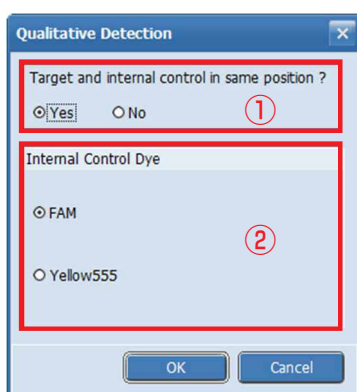 Qualitative Detection
Target and internal control in same position ?
Yes No
①
Internal Control Dye
FAM
②
Yellow555
OK Cancel